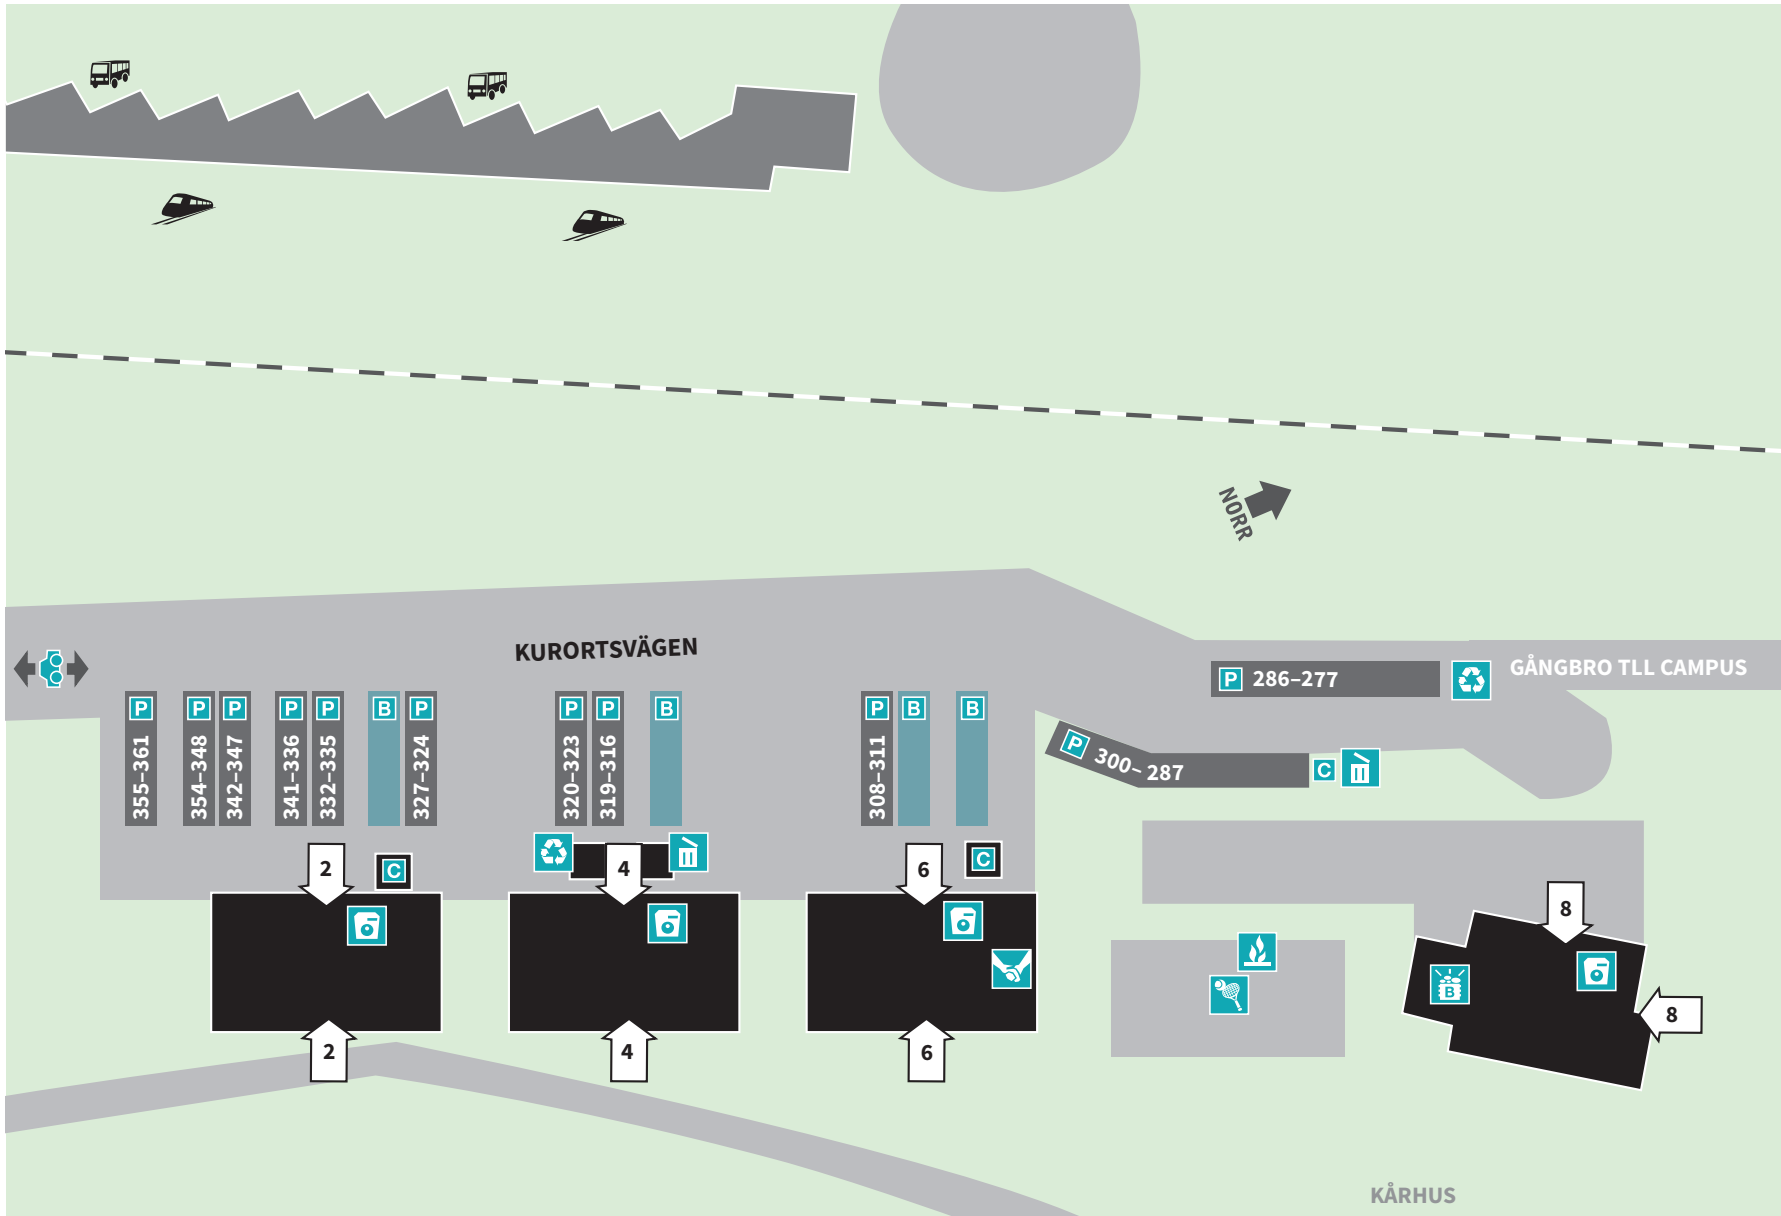 NORR
KURORTSVÄGEN
GÅNGBRO TLL CAMPUS
P 286–277
P 355–361
P 354–348
P 342–347
P 341–336
P 332–335
B
P 327–324
P 320–323
P 319–316
B
P 308–311
B
B
P 300–287
C
2
C
4
6
C
8
B
8
2
4
6
KÅRHUS